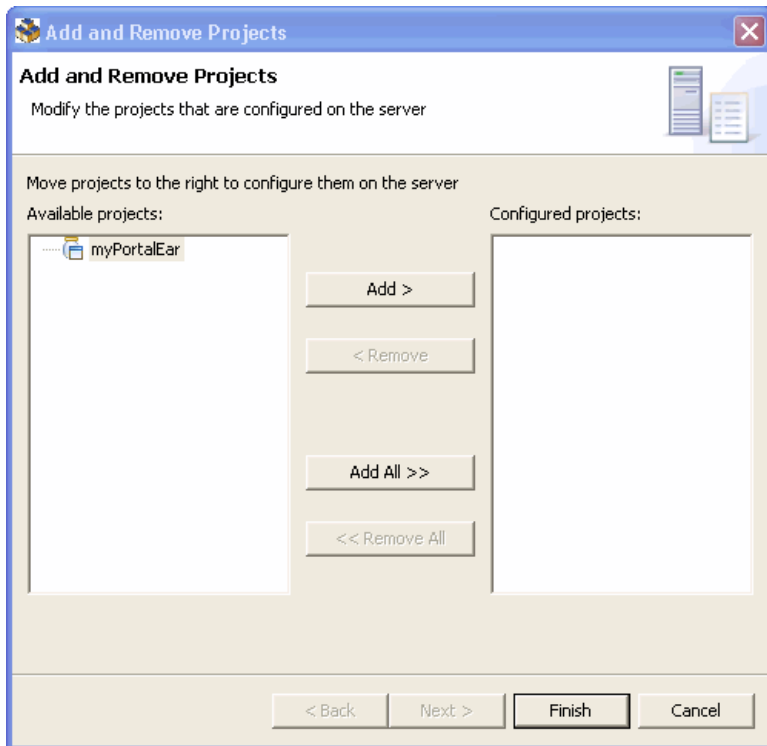 Add and Remove Projects
Add and Remove Projects
Modify the projects that are configured on the server
Move projects to the right to configure them on the server
Available projects:
Configured projects:
myPortalEar
Add >
< Remove
Add All >>
<< Remove All
< Back
Next >
Finish
Cancel